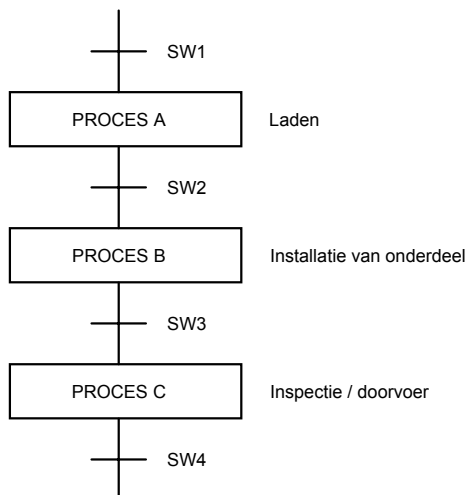 SW1
PROCES A
Laden
SW2
PROCES B
Installatie van onderdeel
SW3
PROCES C
Inspectie / doorvoer
SW4